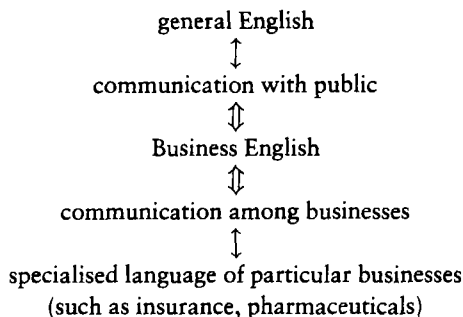 general English
↕
communication with public
⇕
Business English
⇕
communication among businesses
↕
specialised language of particular businesses
(such as insurance, pharmaceuticals)